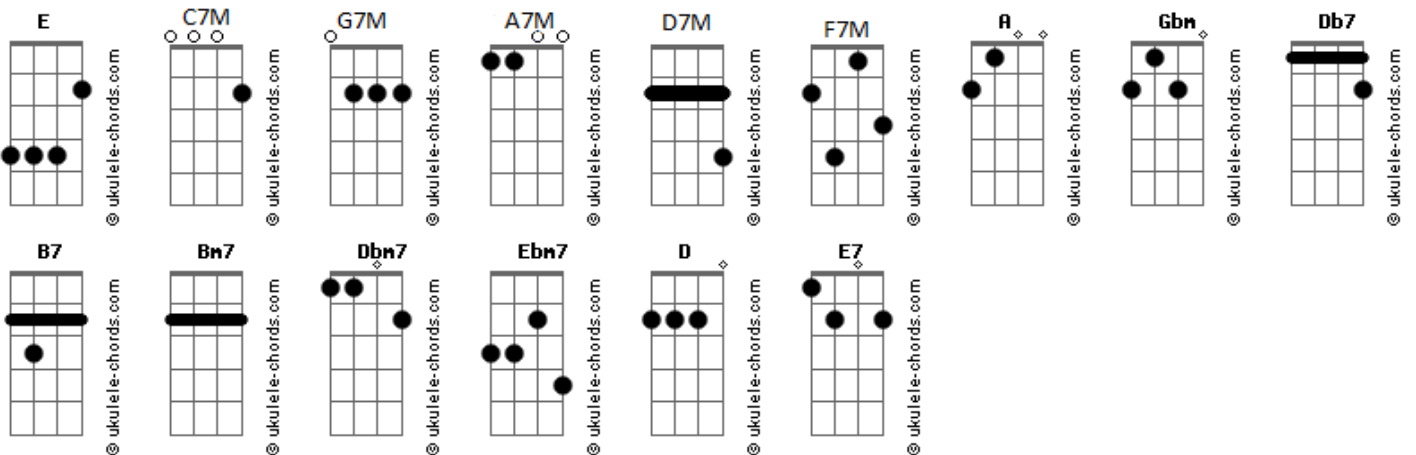 E C7M G7M A7M D7M F7M A Gbm Db7
© ukulele-chords.com © ukulele-chords.com © ukulele-chords.com © ukulele-chords.com © ukulele-chords.com © ukulele-chords.com © ukulele-chords.com © ukulele-chords.com © ukulele-chords.com
B7 Bm7 Dbm7 Ebm7 D E7
© ukulele-chords.com © ukulele-chords.com © ukulele-chords.com © ukulele-chords.com © ukulele-chords.com © ukulele-chords.com